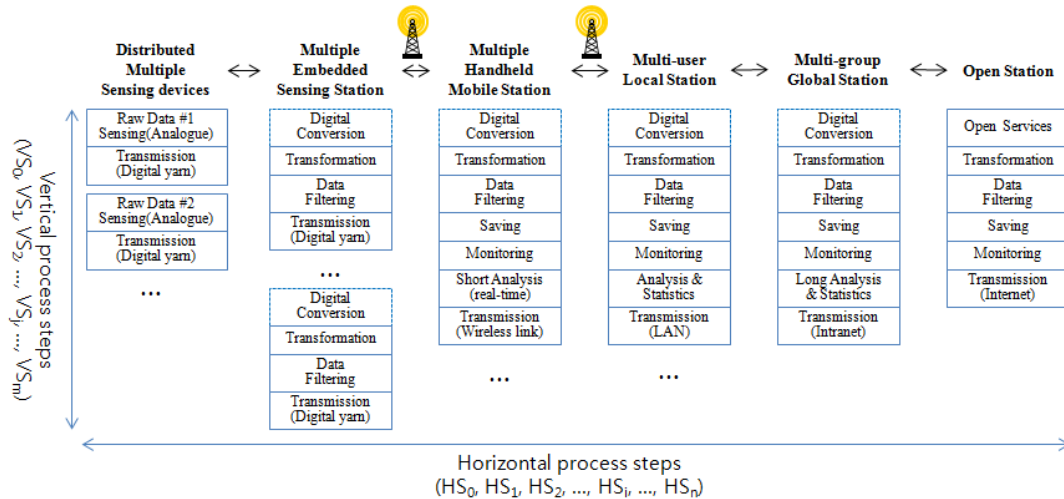 Distributed
Multiple
Sensing devices
Multiple
Embedded
Sensing Station
Multiple
Handheld
Mobile Station
Multi-user
Local Station
Multi-group
Global Station
Open Station
Raw Data #1
Sensing(Analogue)
Transmission
(Digital yarn)
Raw Data #2
Sensing(Analogue)
Transmission
(Digital yarn)
...
Digital
Conversion
Transformation
Data
Filtering
Transmission
(Digital yarn)
...
Digital
Conversion
Transformation
Data
Filtering
Transmission
(Digital yarn)
Digital
Conversion
Transformation
Data
Filtering
Saving
Monitoring
Short Analysis
(real-time)
Transmission
(Wireless link)
...
Digital
Conversion
Transformation
Data
Filtering
Saving
Monitoring
Analysis &
Statistics
Transmission
(LAN)
...
Digital
Conversion
Transformation
Data
Filtering
Saving
Monitoring
Long Analysis
& Statistics
Transmission
(Intranet)
Open Services
Transformation
Data
Filtering
Saving
Monitoring
Transmission
(Internet)
Vertical process steps
(VS0, VS1, VS2, ..., VSj, ..., VSm)
Horizontal process steps
(HS0, HS1, HS2, ..., HSi, ..., HSn)